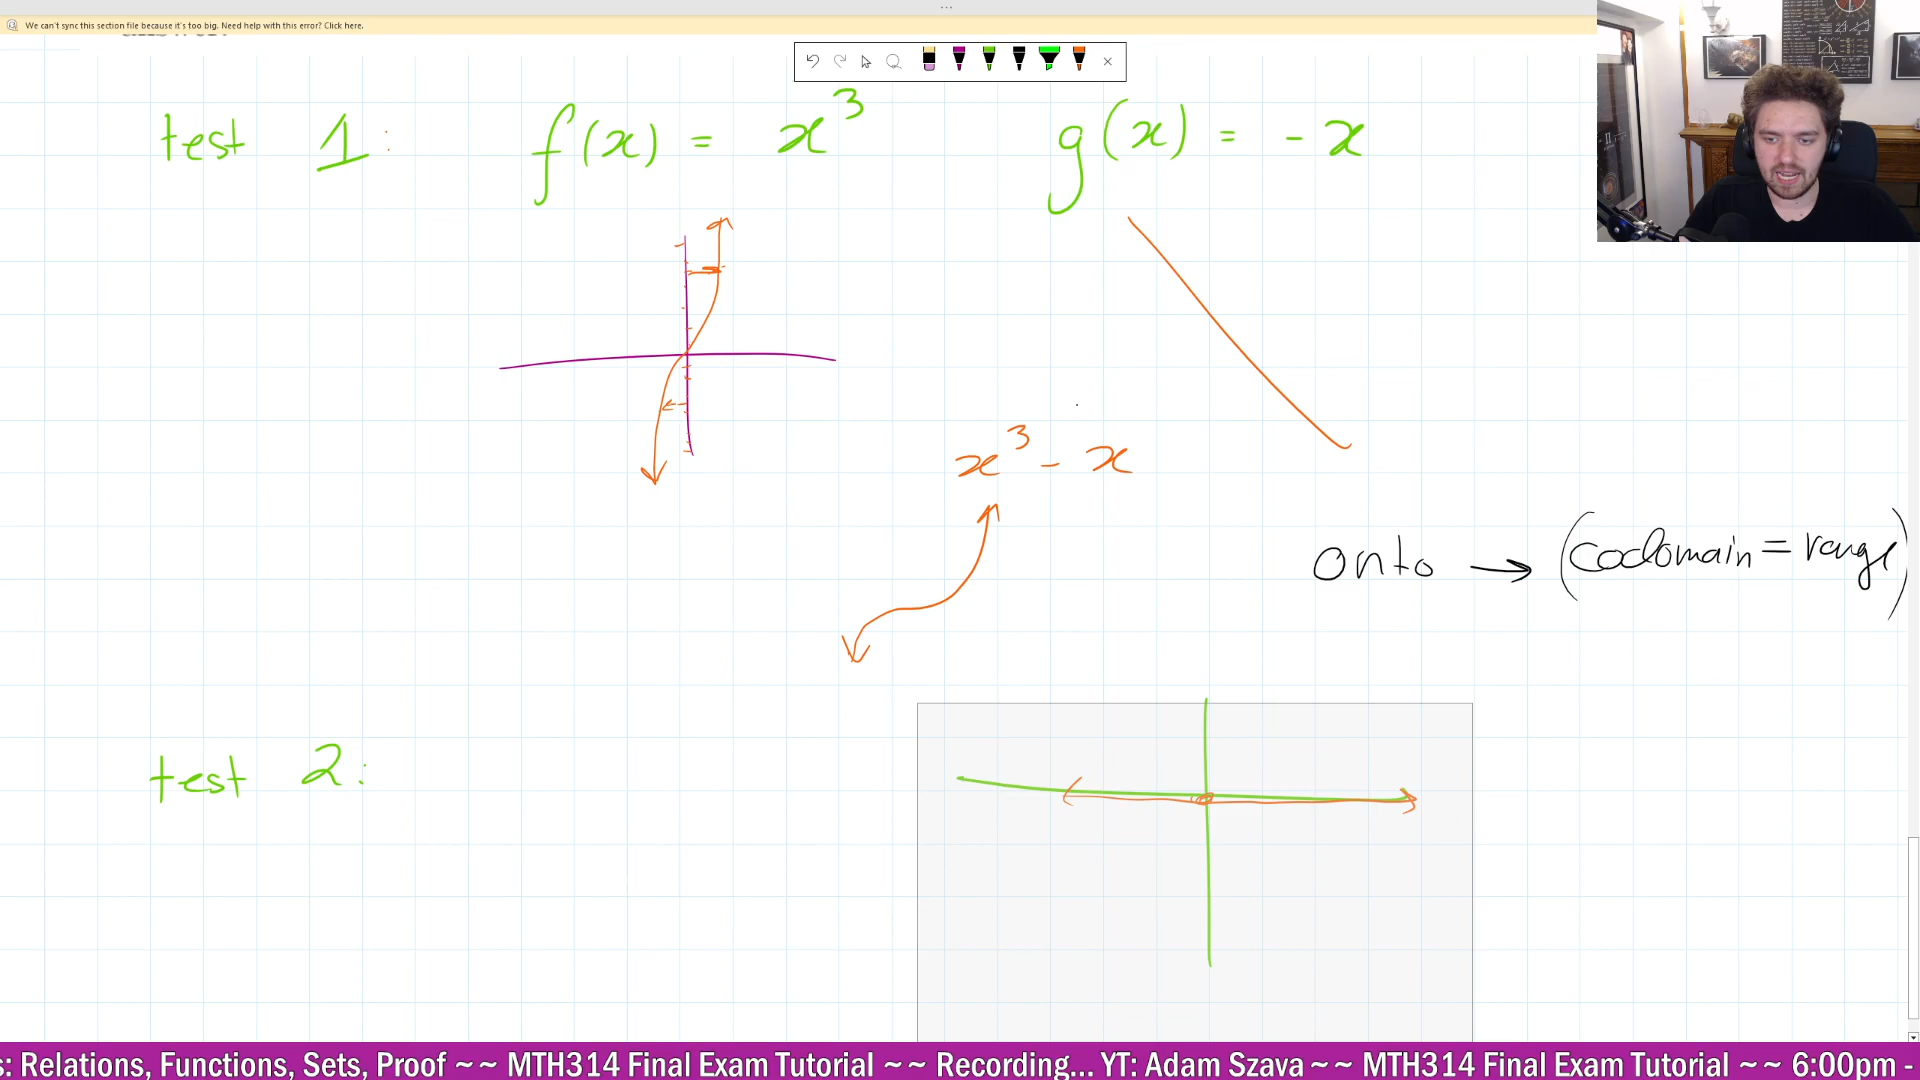 We can't sync this section file because it's too big. Need help with this error? Click here.
test 1: f(x) = x³ g(x) = - x
x³ - x
onto → (codomain = range)
test 2:
s: Relations, Functions, Sets, Proof ~~ MTH314 Final Exam Tutorial ~~ Recording... YT: Adam Szava ~~ MTH314 Final Exam Tutorial ~~ 6:00pm -